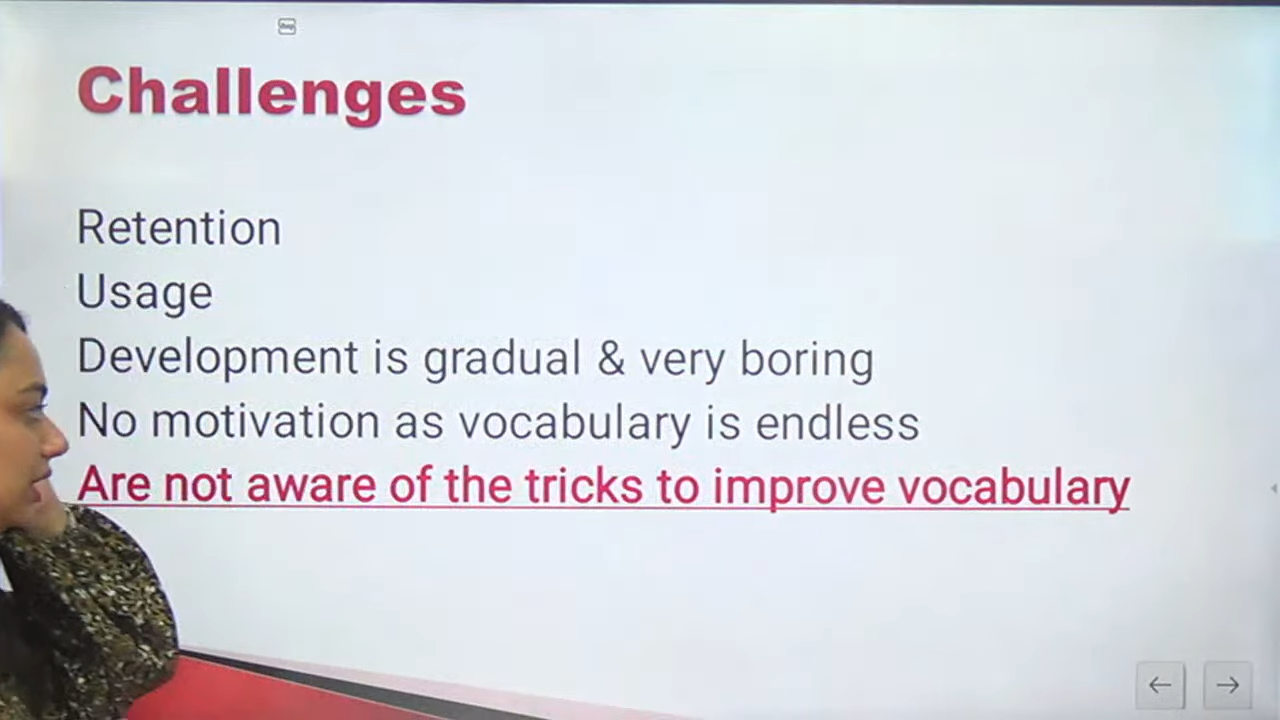 Challenges
Retention
Usage
Development is gradual & very boring
No motivation as vocabulary is endless
Are not aware of the tricks to improve vocabulary